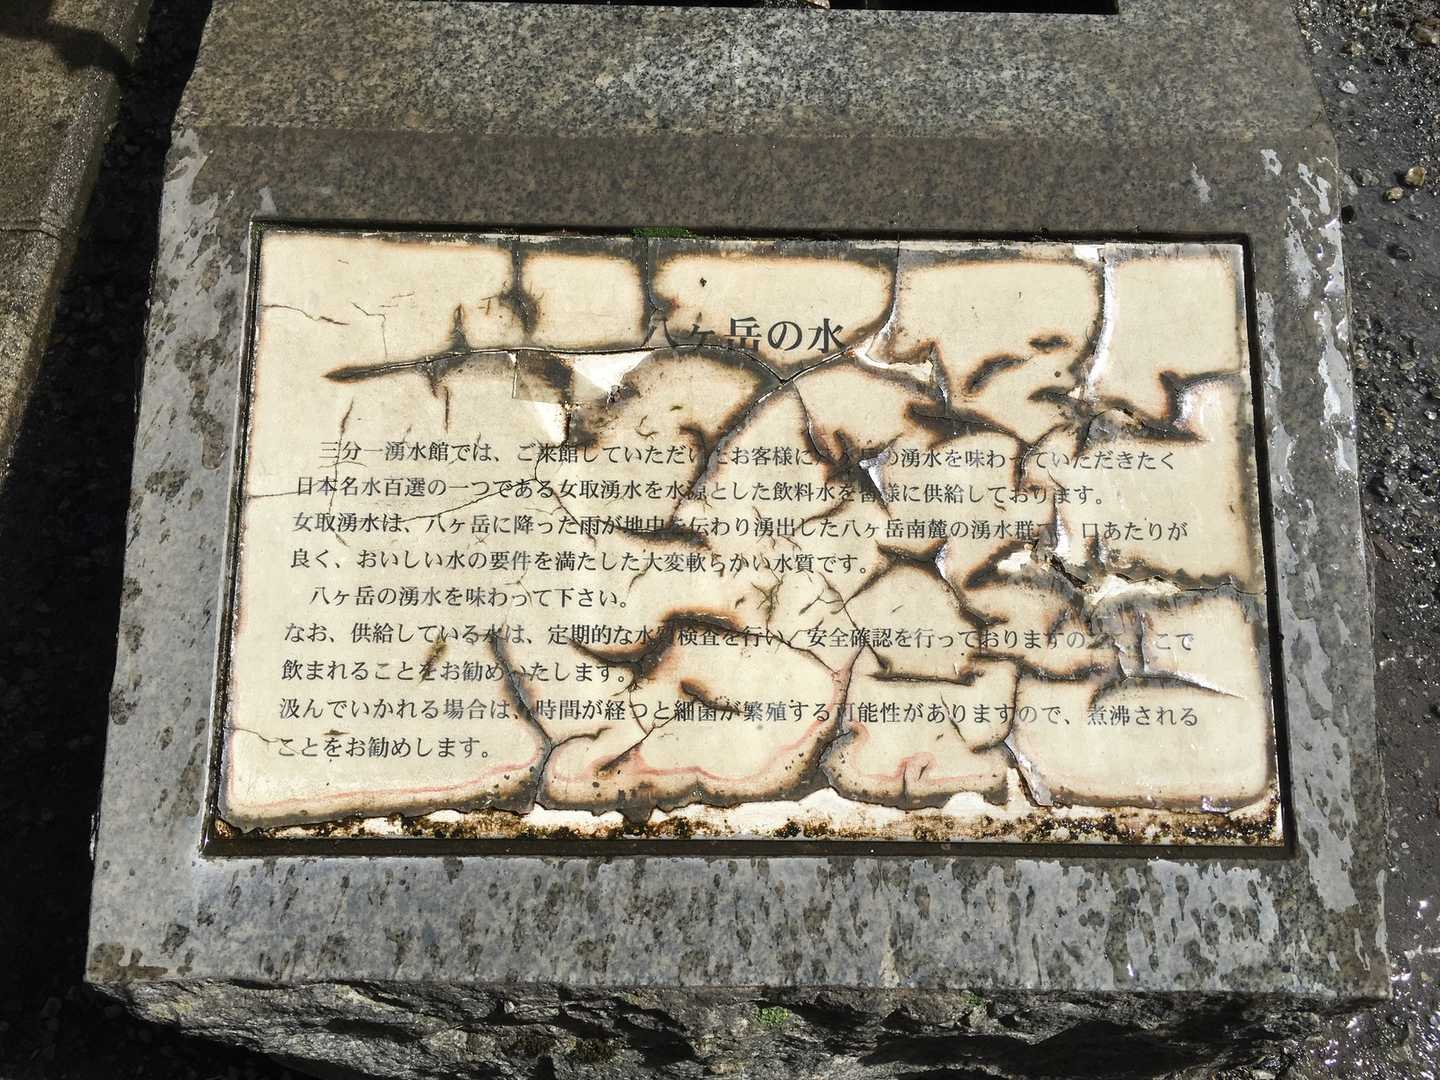 八ヶ岳の水
三分一湧水館では、ご来館していただいたお客様に八ヶ岳の湧水を味わっていただきたく
日本名水百選の一つである女取湧水を水源とした飲料水を皆様に供給しております。
女取湧水は、八ヶ岳に降った雨が地中を伝わり湧出した八ヶ岳南麓の湧水群で、口あたりが
良く、おいしい水の要件を満たした大変軟らかい水質です。
八ヶ岳の湧水を味わって下さい。
なお、供給している水は、定期的な水質検査を行い、安全確認を行っておりますので、ここで
飲まれることをお勧めいたします。
汲んでいかれる場合は、時間が経つと細菌が繁殖する可能性がありますので、煮沸される
ことをお勧めします。